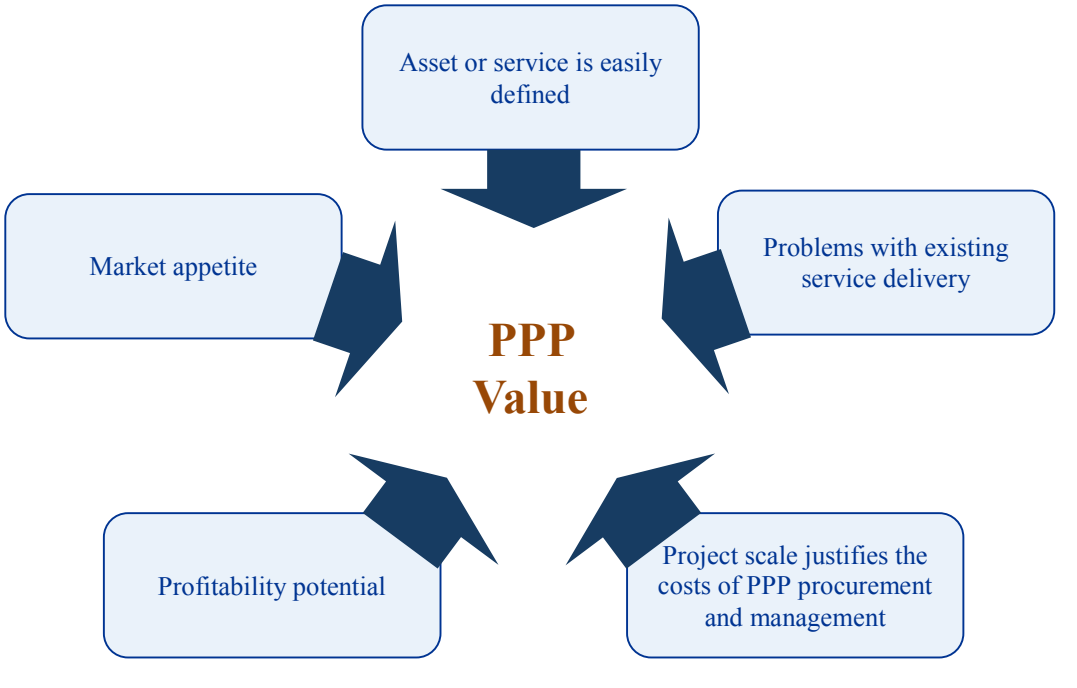 Asset or service is easily
defined
Market appetite
Problems with existing
service delivery
PPP
Value
Profitability potential
Project scale justifies the
costs of PPP procurement
and management